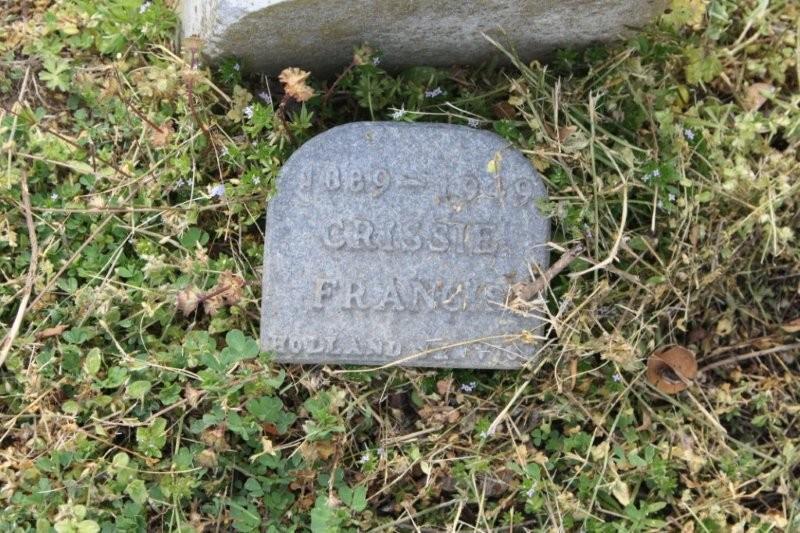 1889 – 1949
CRISSIE
FRANCIS
HOLLAND